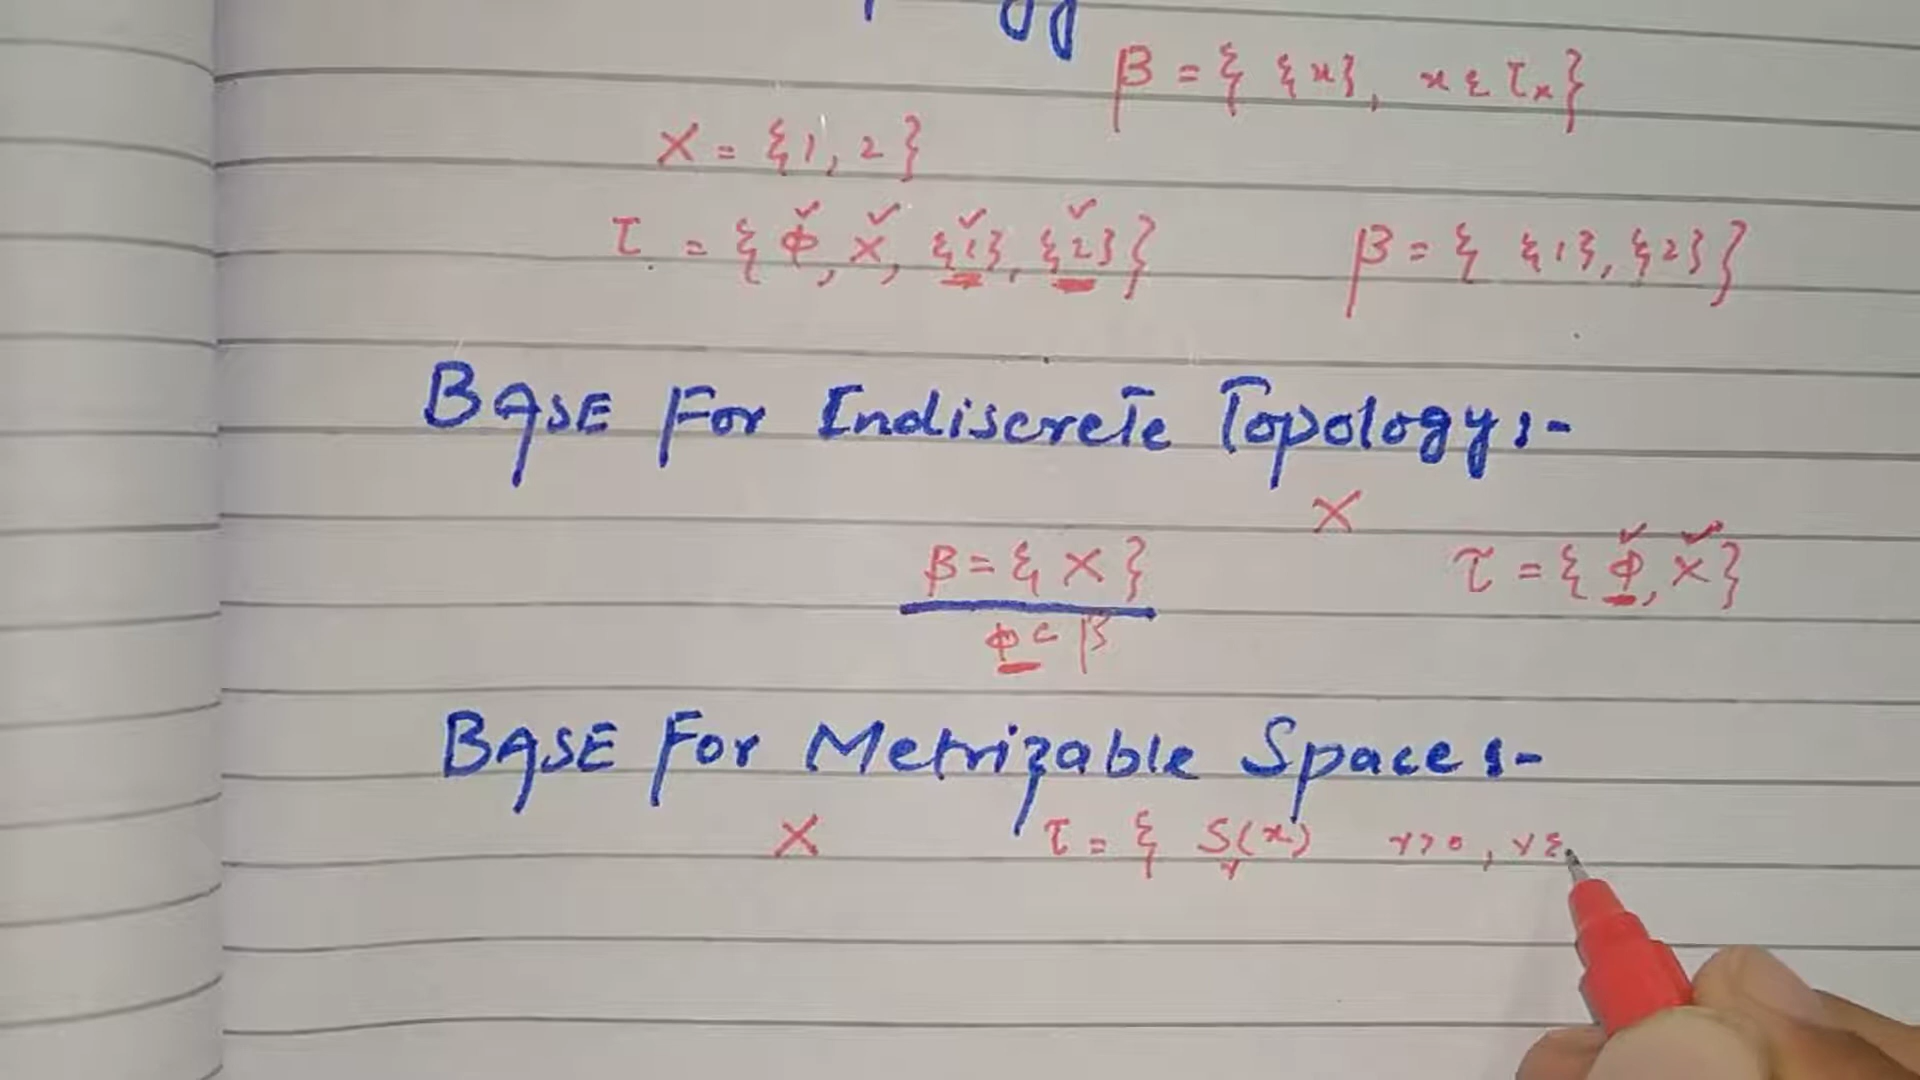 β = { {x}, x ε τₓ}
X = {1, 2}
τ = { Φ, X, {1}, {2}}
β = { {1}, {2}}
BASE For Indiscrete Topology:-
X
β = { X }
τ = { Φ, X }
Φ ⊂ β
BASE For Metrizable Space:-
X
τ = { Sᵣ(x) r>0, r ε